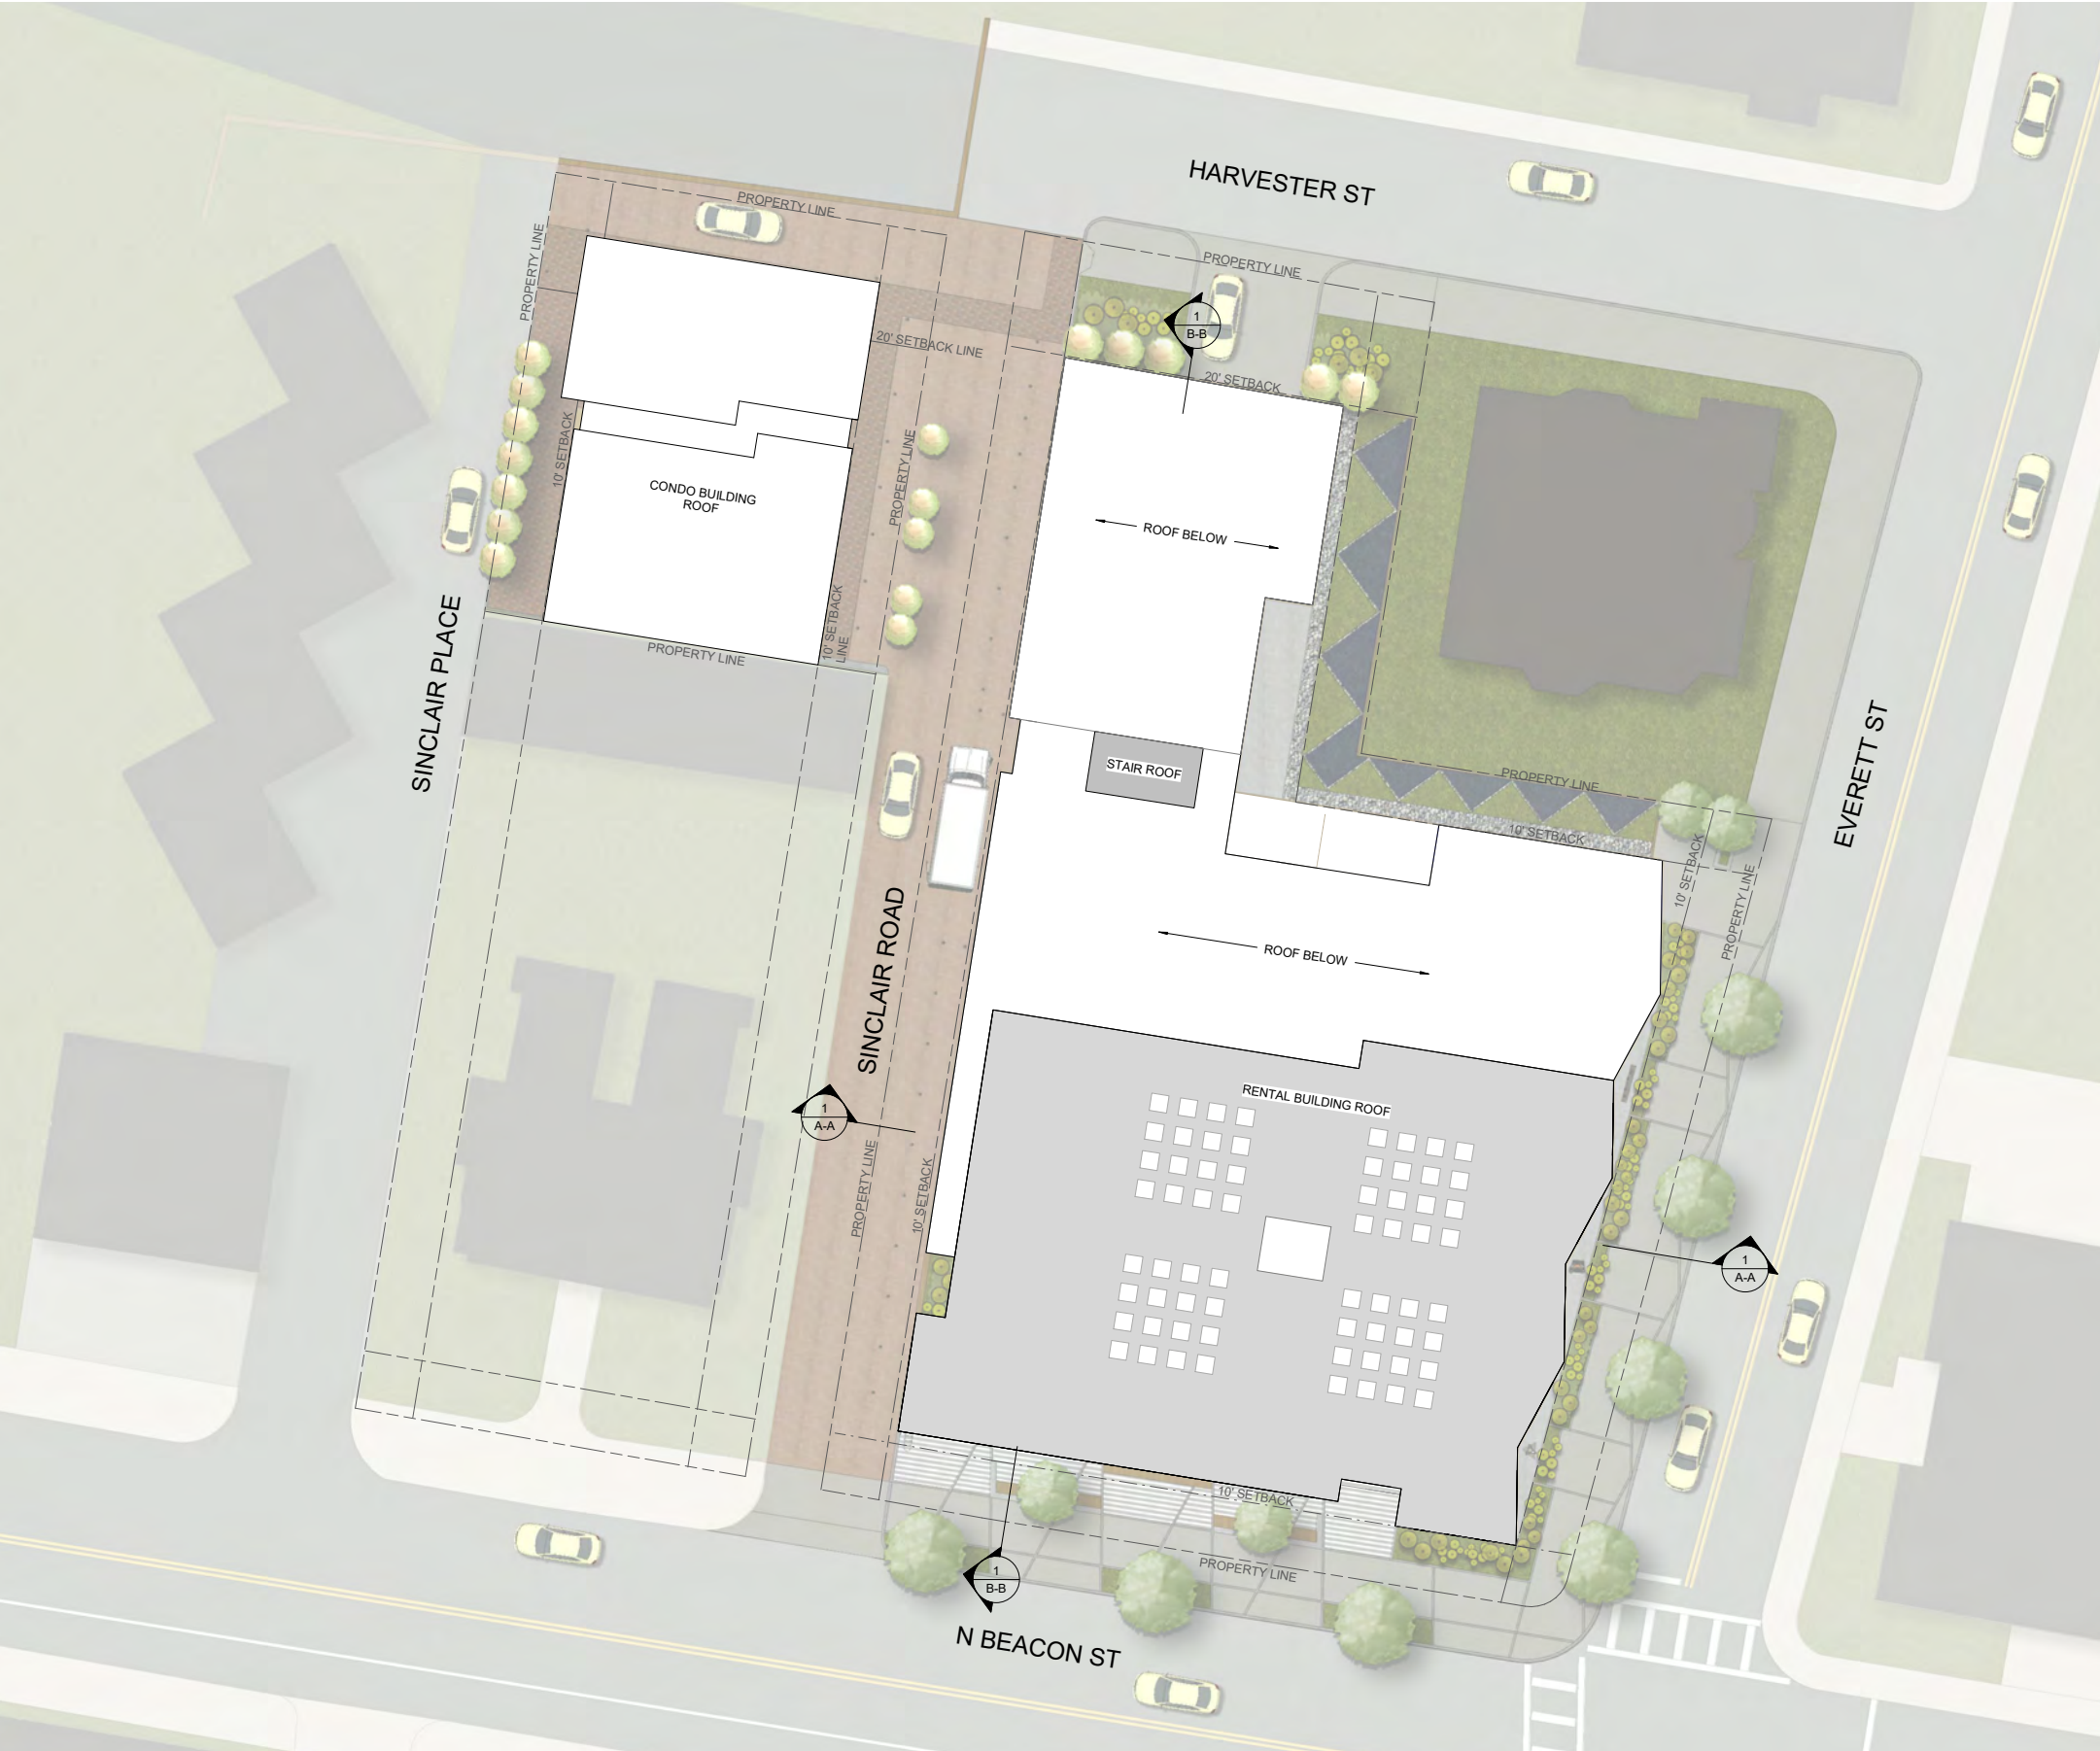 HARVESTER ST
PROPERTY LINE
PROPERTY LINE
PROPERTY LINE
1
B-B
20' SETBACK LINE
20' SETBACK
10' SETBACK
PROPERTY LINE
CONDO BUILDING
ROOF
ROOF BELOW
10' SETBACK
LINE
PROPERTY LINE
SINCLAIR PLACE
STAIR ROOF
PROPERTY LINE
EVERETT ST
10' SETBACK
10' SETBACK
PROPERTY LINE
SINCLAIR ROAD
ROOF BELOW
RENTAL BUILDING ROOF
1
A-A
PROPERTY LINE
10' SETBACK
1
A-A
10' SETBACK
PROPERTY LINE
1
B-B
N BEACON ST